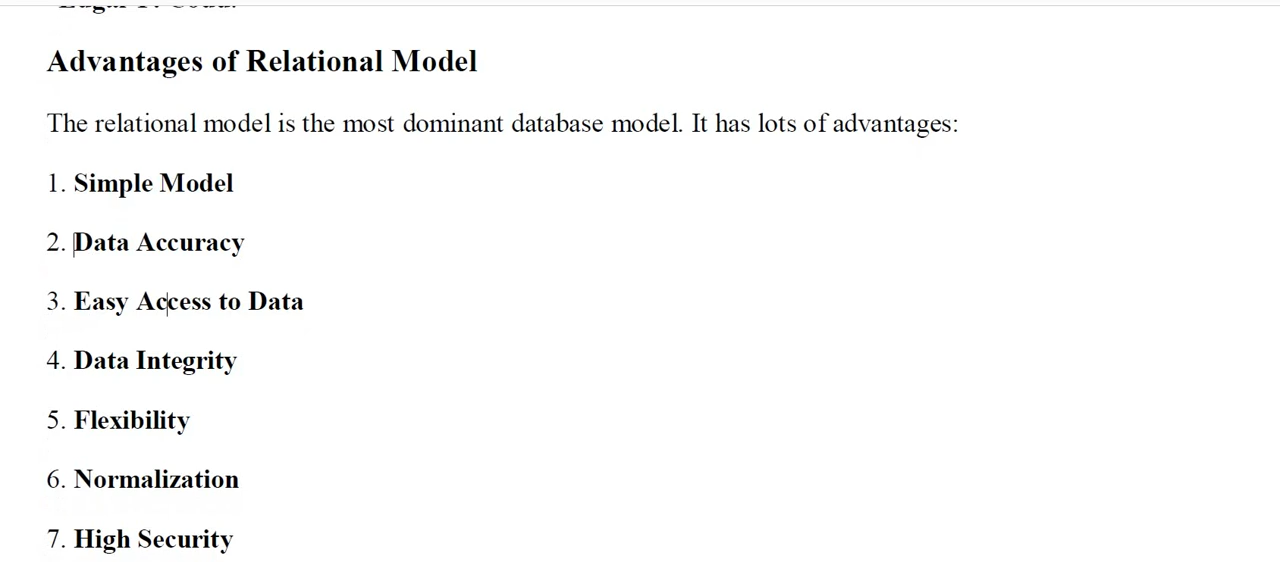 Advantages of Relational Model
The relational model is the most dominant database model. It has lots of advantages:
1. Simple Model
2. Data Accuracy
3. Easy Access to Data
4. Data Integrity
5. Flexibility
6. Normalization
7. High Security